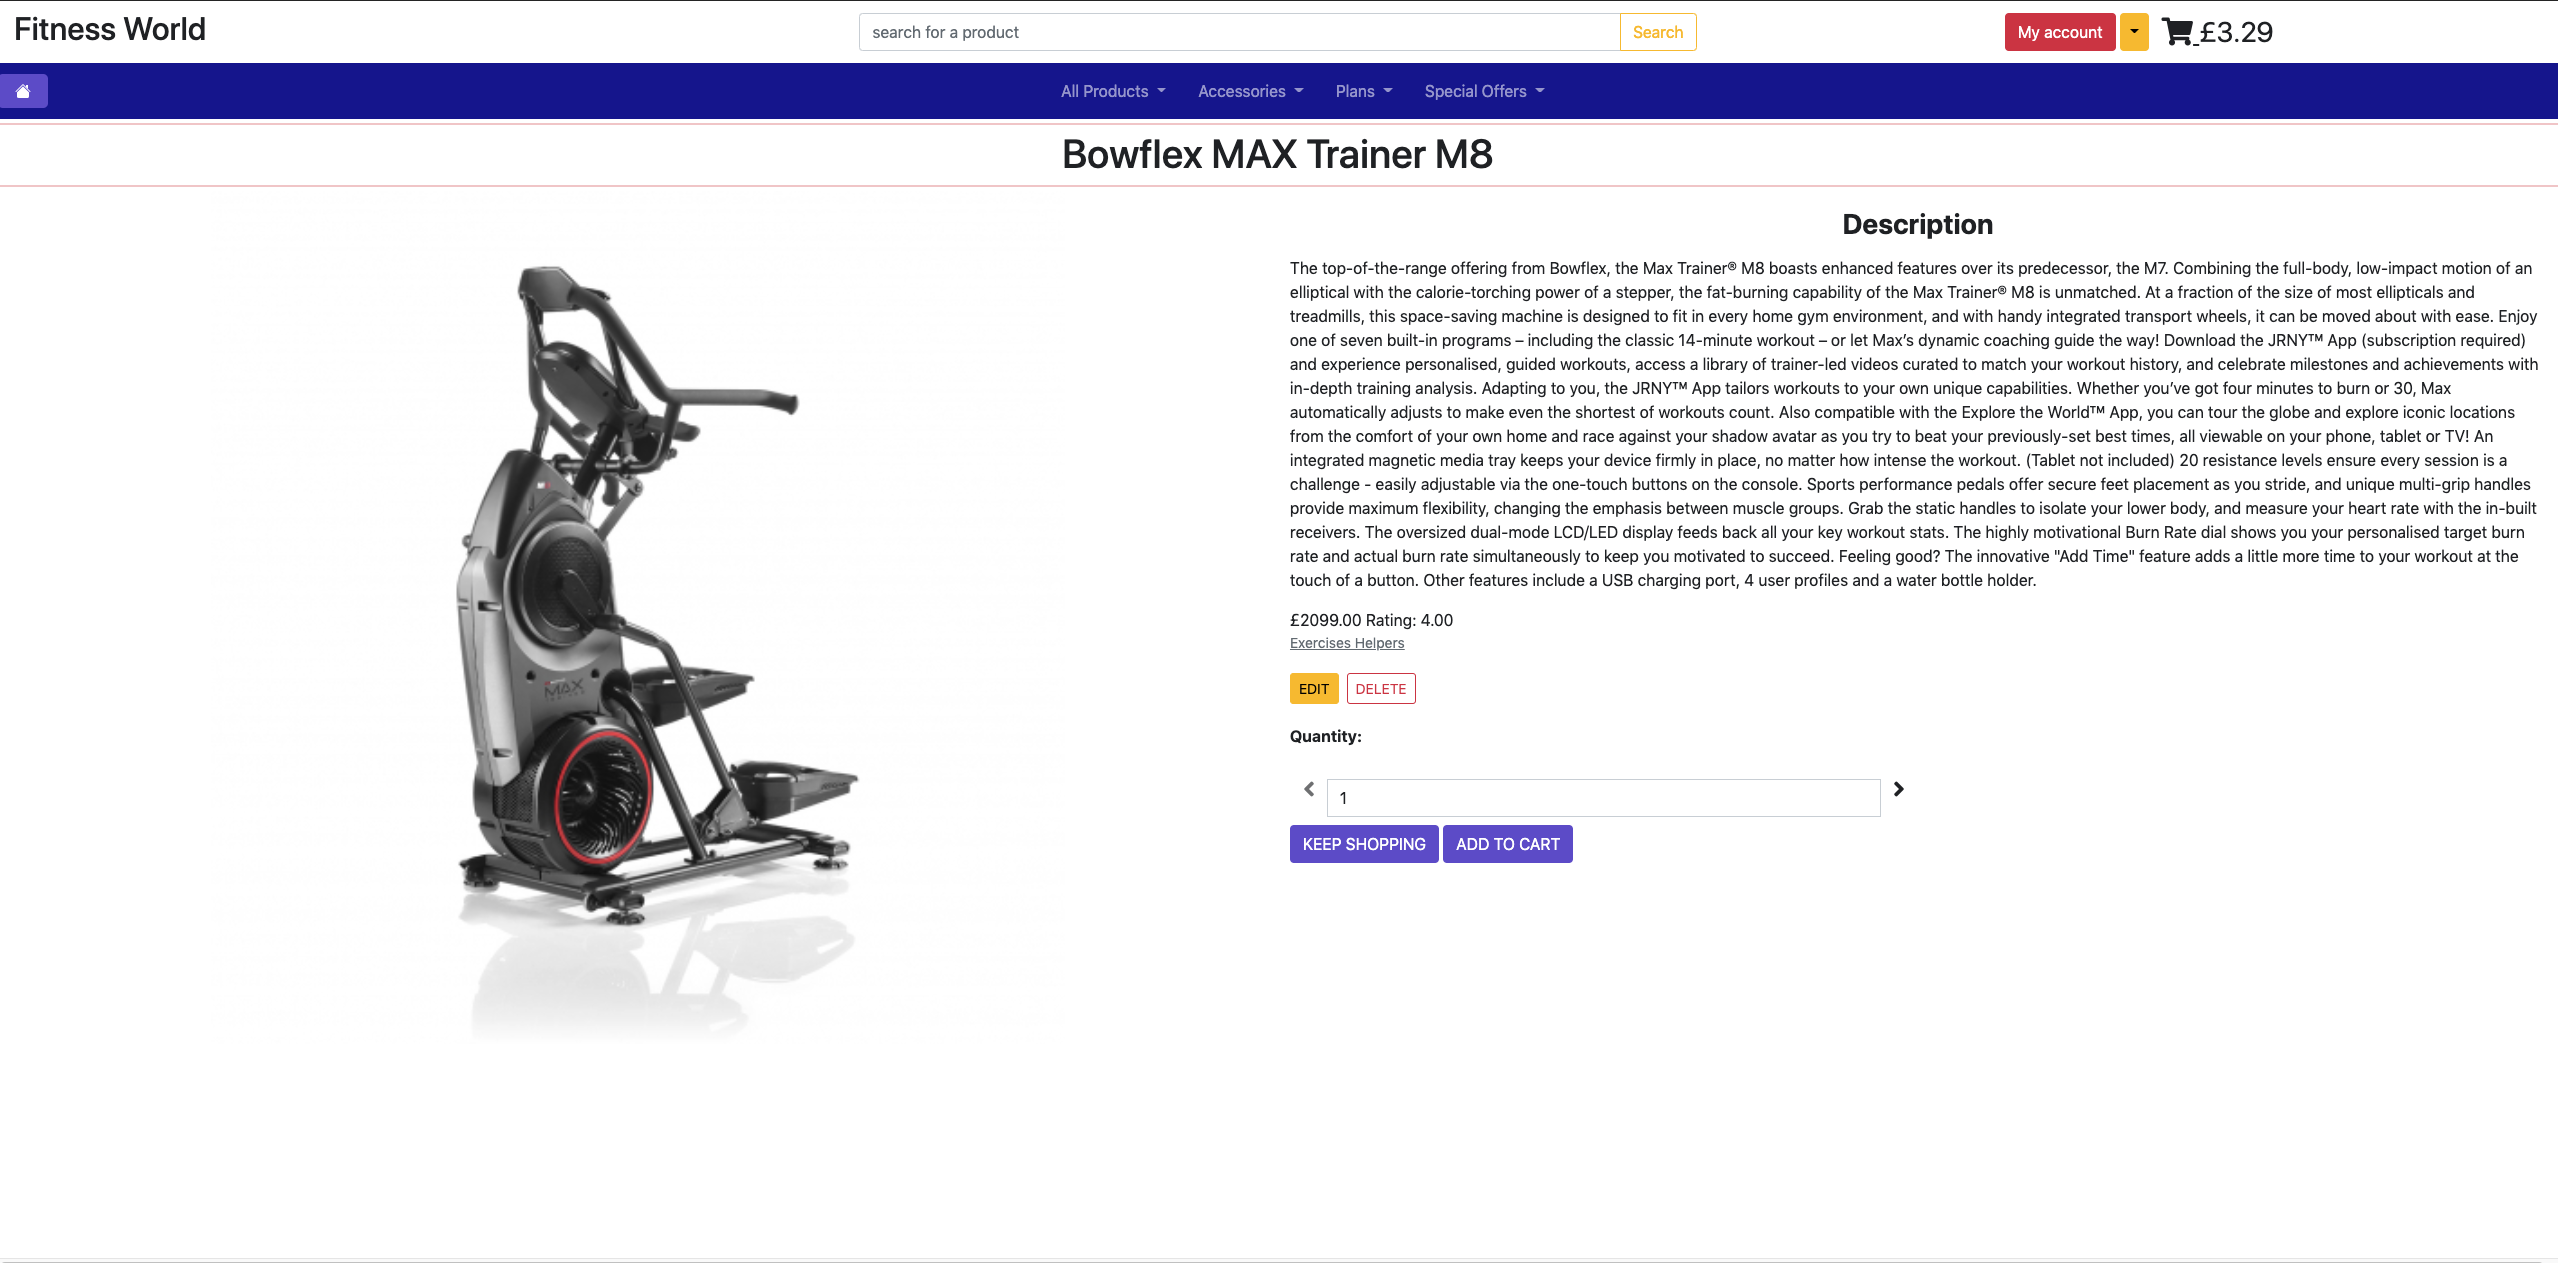 Fitness World
search for a product
Search
My account
£3.29
All Products
Accessories
Plans
Special Offers
Bowflex MAX Trainer M8
Description
The top-of-the-range offering from Bowflex, the Max Trainer® M8 boasts enhanced features over its predecessor, the M7. Combining the full-body, low-impact motion of an
elliptical with the calorie-torching power of a stepper, the fat-burning capability of the Max Trainer® M8 is unmatched. At a fraction of the size of most ellipticals and
treadmills, this space-saving machine is designed to fit in every home gym environment, and with handy integrated transport wheels, it can be moved about with ease. Enjoy
one of seven built-in programs – including the classic 14-minute workout – or let Max’s dynamic coaching guide the way! Download the JRNY™ App (subscription required)
and experience personalised, guided workouts, access a library of trainer-led videos curated to match your workout history, and celebrate milestones and achievements with
in-depth training analysis. Adapting to you, the JRNY™ App tailors workouts to your own unique capabilities. Whether you’ve got four minutes to burn or 30, Max
automatically adjusts to make even the shortest of workouts count. Also compatible with the Explore the World™ App, you can tour the globe and explore iconic locations
from the comfort of your own home and race against your shadow avatar as you try to beat your previously-set best times, all viewable on your phone, tablet or TV! An
integrated magnetic media tray keeps your device firmly in place, no matter how intense the workout. (Tablet not included) 20 resistance levels ensure every session is a
challenge - easily adjustable via the one-touch buttons on the console. Sports performance pedals offer secure feet placement as you stride, and unique multi-grip handles
provide maximum flexibility, changing the emphasis between muscle groups. Grab the static handles to isolate your lower body, and measure your heart rate with the in-built
receivers. The oversized dual-mode LCD/LED display feeds back all your key workout stats. The highly motivational Burn Rate dial shows you your personalised target burn
rate and actual burn rate simultaneously to keep you motivated to succeed. Feeling good? The innovative "Add Time" feature adds a little more time to your workout at the
touch of a button. Other features include a USB charging port, 4 user profiles and a water bottle holder.
£2099.00 Rating: 4.00
Exercises Helpers
EDIT
DELETE
Quantity:
1
KEEP SHOPPING
ADD TO CART
MAX